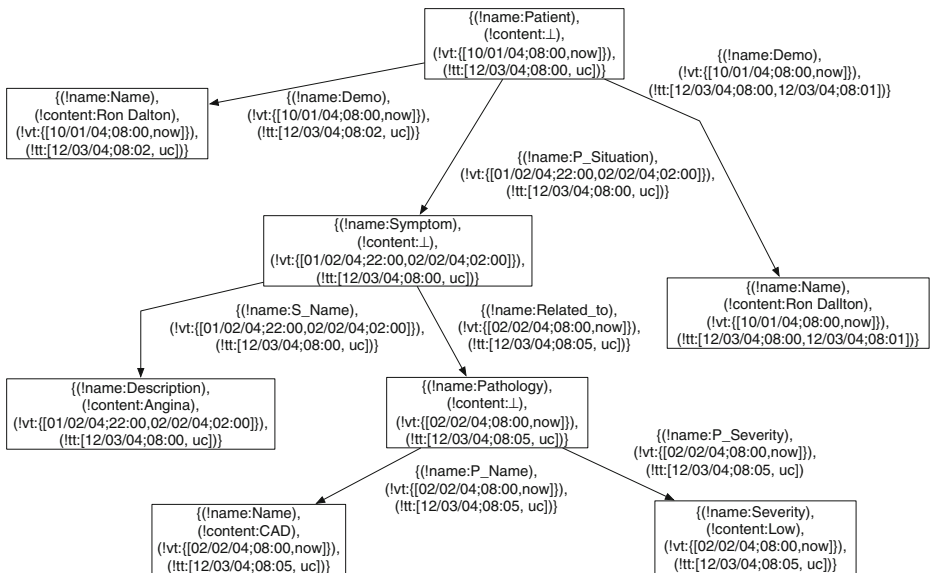 {(!name:Patient),
(!content:⊥),
(!vt:{[10/01/04;08:00,now]}),
(!tt:[12/03/04;08:00, uc])}
{(!name:Demo),
(!vt:{[10/01/04;08:00,now]}),
(!tt:[12/03/04;08:00,12/03/04;08:01])}
{(!name:Name),
(!content:Ron Dalton),
(!vt:{[10/01/04;08:00,now]}),
(!tt:[12/03/04;08:02, uc])}
{(!name:Demo),
(!vt:{[10/01/04;08:00,now]}),
(!tt:[12/03/04;08:02, uc])}
{(!name:P_Situation),
(!vt:{[01/02/04;22:00,02/02/04;02:00]}),
(!tt:[12/03/04;08:00, uc])}
{(!name:Symptom),
(!content:⊥),
(!vt:{[01/02/04;22:00,02/02/04;02:00]}),
(!tt:[12/03/04;08:00, uc])}
{(!name:Name),
(!content:Ron Dallton),
(!vt:{[10/01/04;08:00,now]}),
(!tt:[12/03/04;08:00,12/03/04;08:01])}
{(!name:S_Name),
(!vt:{[01/02/04;22:00,02/02/04;02:00]}),
(!tt:[12/03/04;08:00, uc])}
{(!name:Related_to),
(!vt:{[02/02/04;08:00,now]}),
(!tt:[12/03/04;08:05, uc])}
{(!name:Description),
(!content:Angina),
(!vt:{[01/02/04;22:00,02/02/04;02:00]}),
(!tt:[12/03/04;08:00, uc])}
{(!name:Pathology),
(!content:⊥),
(!vt:{[02/02/04;08:00,now]}),
(!tt:[12/03/04;08:05, uc])}
{(!name:P_Severity),
(!vt:{[02/02/04;08:00,now]}),
(!tt:[12/03/04;08:05, uc])
{(!name:P_Name),
(!vt:{[02/02/04;08:00,now]}),
(!tt:[12/03/04;08:05, uc])}
{(!name:Name),
(!content:CAD),
(!vt:{[02/02/04;08:00,now]}),
(!tt:[12/03/04;08:05, uc])}
{(!name:Severity),
(!content:Low),
(!vt:{[02/02/04;08:00,now]}),
(!tt:[12/03/04;08:05, uc])}